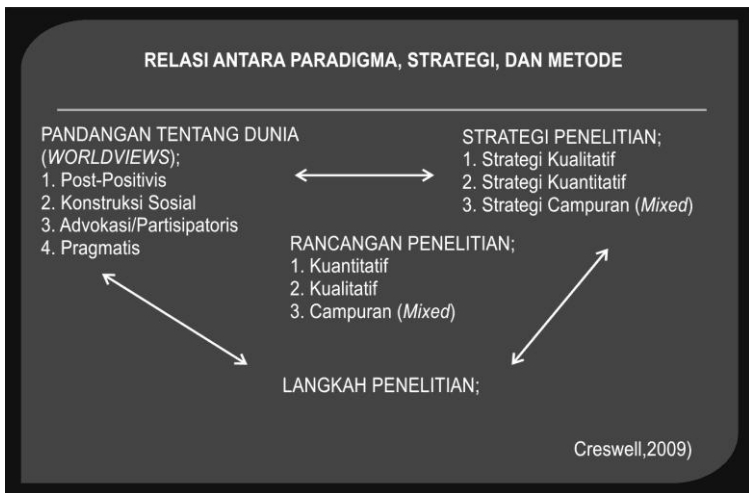 RELASI ANTARA PARADIGMA, STRATEGI, DAN METODE
PANDANGAN TENTANG DUNIA
(WORLDVIEWS);
1. Post-Positivis
2. Konstruksi Sosial
3. Advokasi/Partisipatoris
4. Pragmatis
STRATEGI PENELITIAN;
1. Strategi Kualitatif
2. Strategi Kuantitatif
3. Strategi Campuran (Mixed)
RANCANGAN PENELITIAN;
1. Kuantitatif
2. Kualitatif
3. Campuran (Mixed)
LANGKAH PENELITIAN;
Creswell,2009)